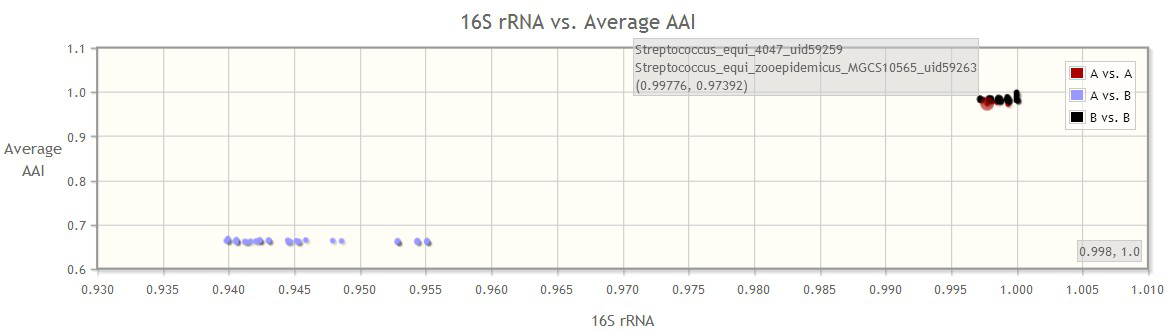 16S rRNA vs. Average AAI
Streptococcus_equi_4047_uid59259
Streptococcus_equi_zooepidemicus_MGCS10565_uid59263
(0.99776, 0.97392)
A vs. A
A vs. B
B vs. B
Average
AAI
1.1
1.0
0.9
0.8
0.7
0.6
0.998, 1.0
0.930 0.935 0.940 0.945 0.950 0.955 0.960 0.965 0.970 0.975 0.980 0.985 0.990 0.995 1.000 1.005 1.010
16S rRNA